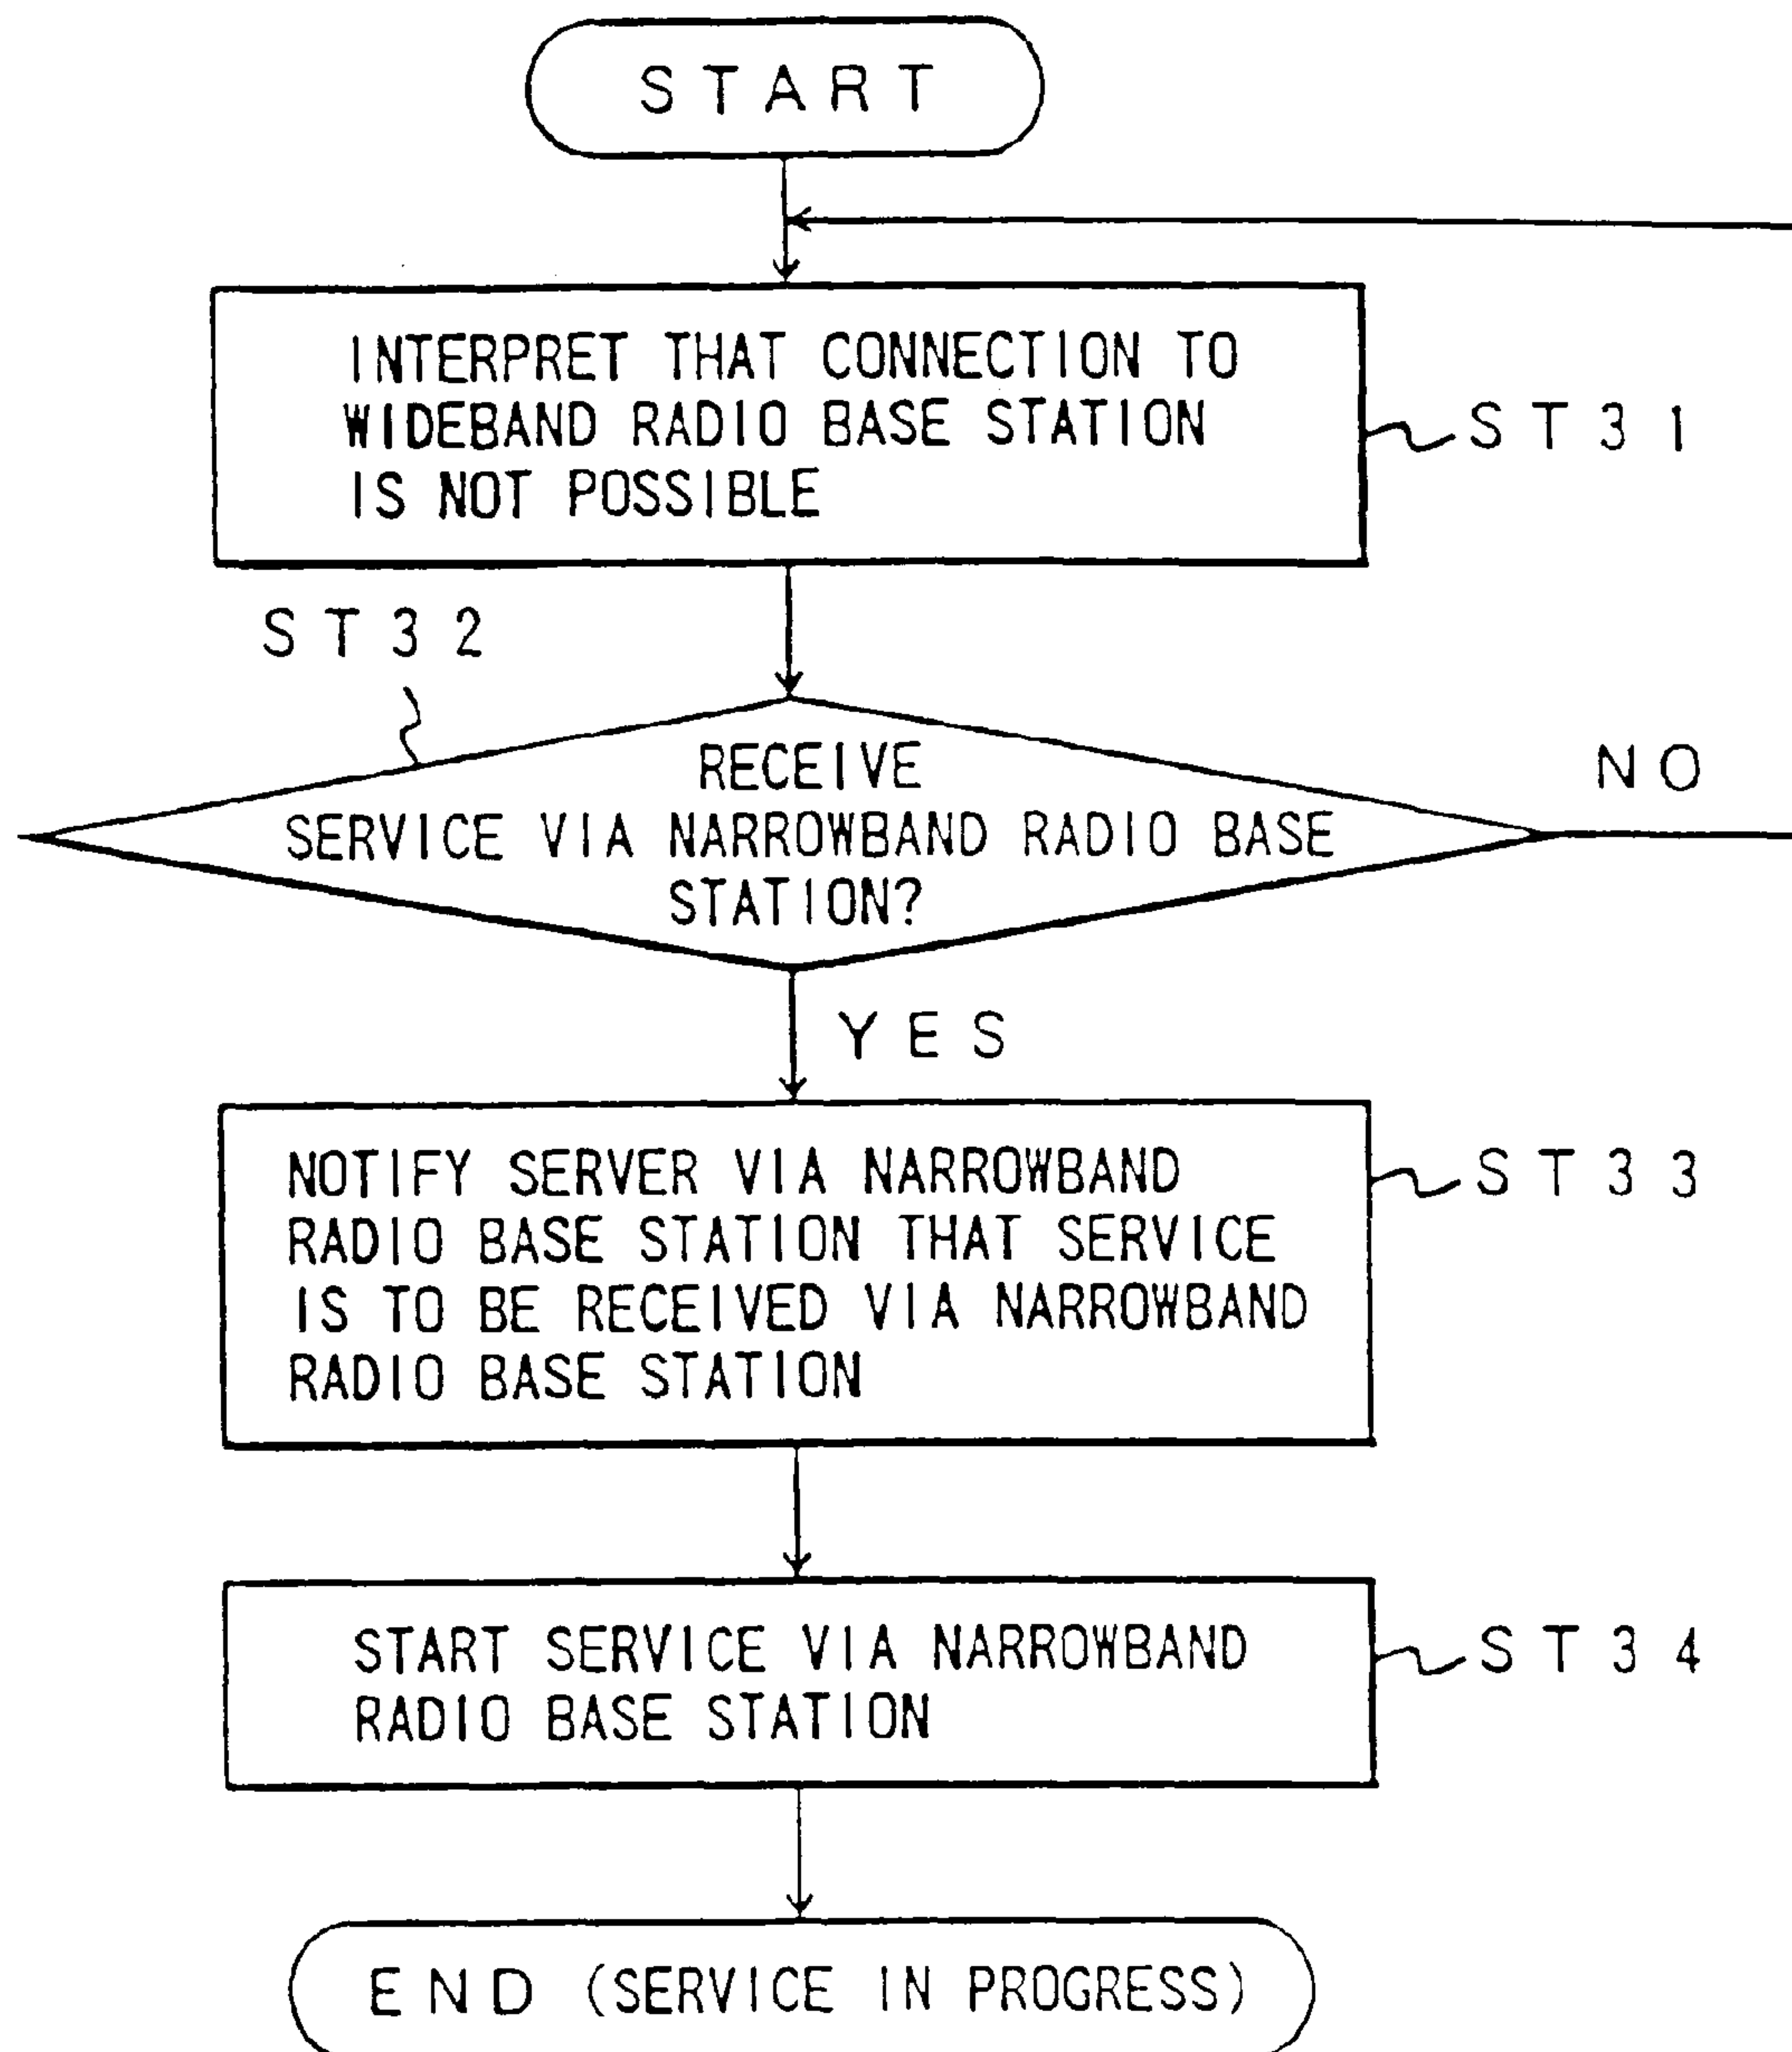 START
INTERPRET THAT CONNECTION TO
WIDEBAND RADIO BASE STATION
IS NOT POSSIBLE
ST31
ST32
RECEIVE
SERVICE VIA NARROWBAND RADIO BASE
STATION?
NO
YES
NOTIFY SERVER VIA NARROWBAND
RADIO BASE STATION THAT SERVICE
IS TO BE RECEIVED VIA NARROWBAND
RADIO BASE STATION
ST33
START SERVICE VIA NARROWBAND
RADIO BASE STATION
ST34
END (SERVICE IN PROGRESS)